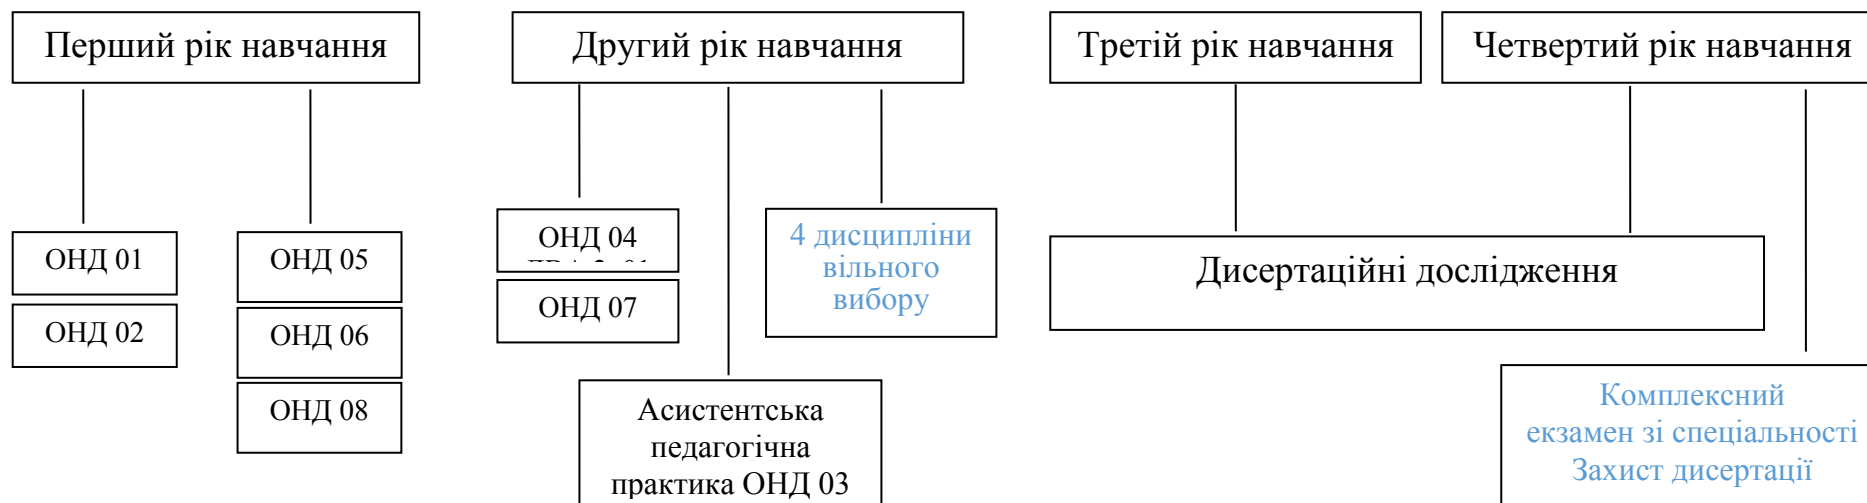 Перший рік навчання
Другий рік навчання
Третій рік навчання
Четвертий рік навчання
ОНД 01
ОНД 02
ОНД 05
ОНД 06
ОНД 08
ОНД 04
ОНД 07
4 дисципліни
вільного
вибору
Асистентська
педагогічна
практика ОНД 03
Дисертаційні дослідження
Комплексний
екзамен зі спеціальності
Захист дисертації